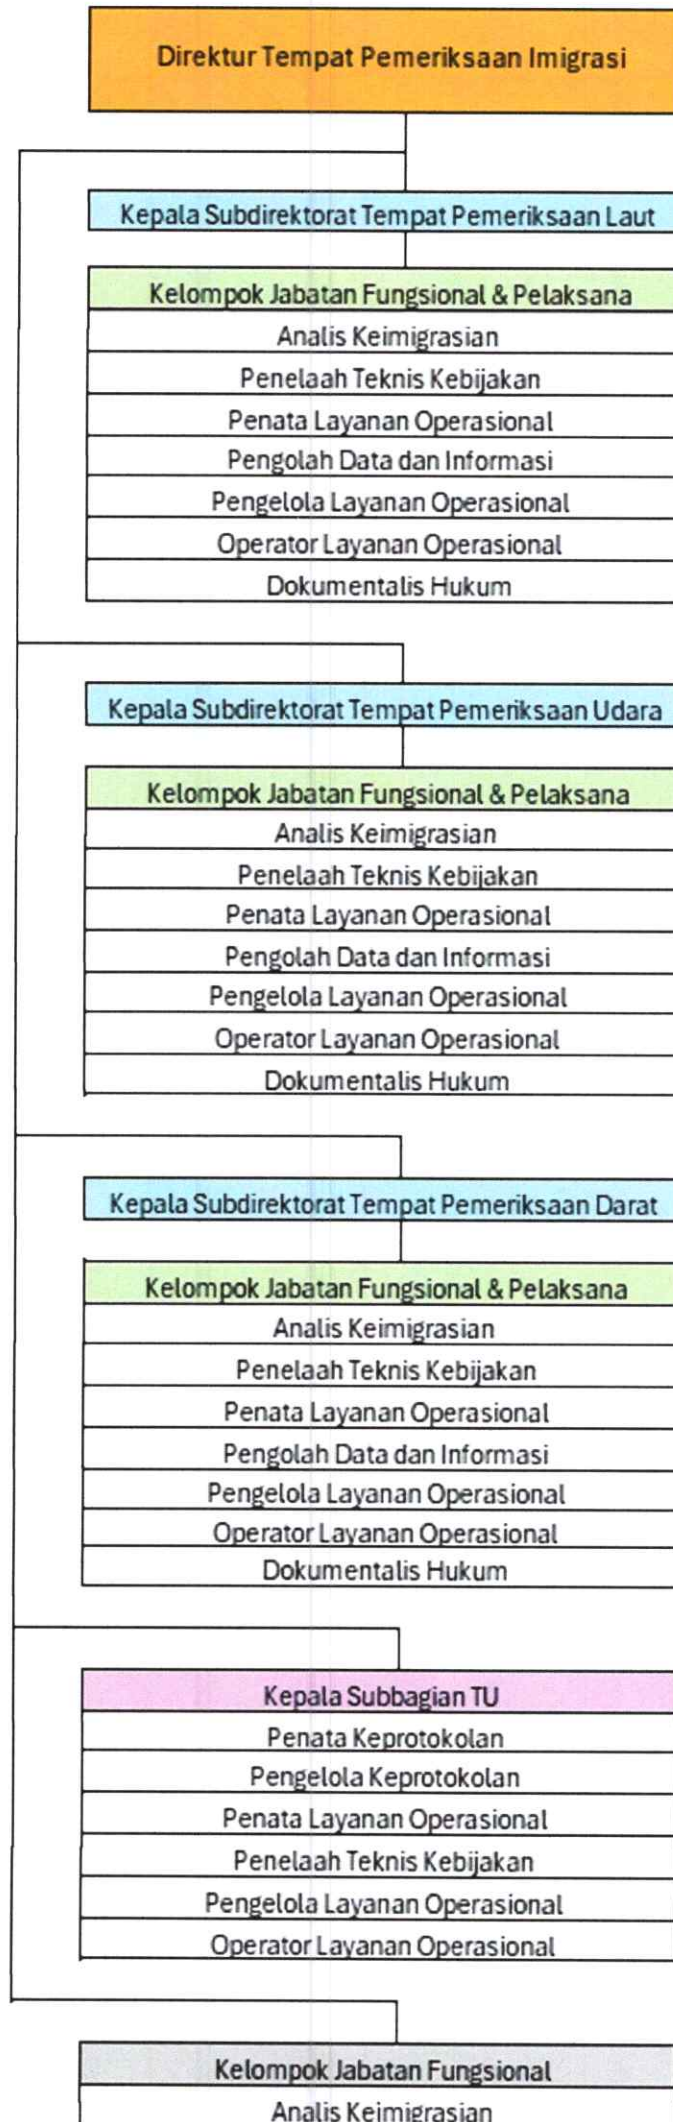 Direktur Tempat Pemeriksaan Imigrasi
Kepala Subdirektorat Tempat Pemeriksaan Laut
Kelompok Jabatan Fungsional & Pelaksana
Analis Keimigrasian
Penelaah Teknis Kebijakan
Penata Layanan Operasional
Pengolah Data dan Informasi
Pengelola Layanan Operasional
Operator Layanan Operasional
Dokumentalis Hukum
Kepala Subdirektorat Tempat Pemeriksaan Udara
Kelompok Jabatan Fungsional & Pelaksana
Analis Keimigrasian
Penelaah Teknis Kebijakan
Penata Layanan Operasional
Pengolah Data dan Informasi
Pengelola Layanan Operasional
Operator Layanan Operasional
Dokumentalis Hukum
Kepala Subdirektorat Tempat Pemeriksaan Darat
Kelompok Jabatan Fungsional & Pelaksana
Analis Keimigrasian
Penelaah Teknis Kebijakan
Penata Layanan Operasional
Pengolah Data dan Informasi
Pengelola Layanan Operasional
Operator Layanan Operasional
Dokumentalis Hukum
Kepala Subbagian TU
Penata Keprotokolan
Pengelola Keprotokolan
Penata Layanan Operasional
Penelaah Teknis Kebijakan
Pengelola Layanan Operasional
Operator Layanan Operasional
Kelompok Jabatan Fungsional
Analis Keimigrasian